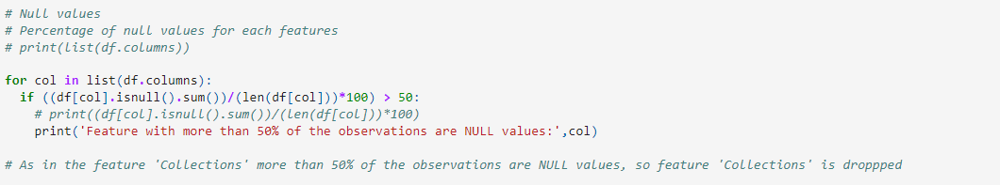 # Null values
# Percentage of null values for each features
# print(list(df.columns))
for col in list(df.columns):
  if ((df[col].isnull().sum())/(len(df[col]))*100) > 50:
    # print((df[col].isnull().sum())/(len(df[col]))*100)
    print('Feature with more than 50% of the observations are NULL values:',col)
# As in the feature 'Collections' more than 50% of the observations are NULL values, so feature 'Collections' is droppped